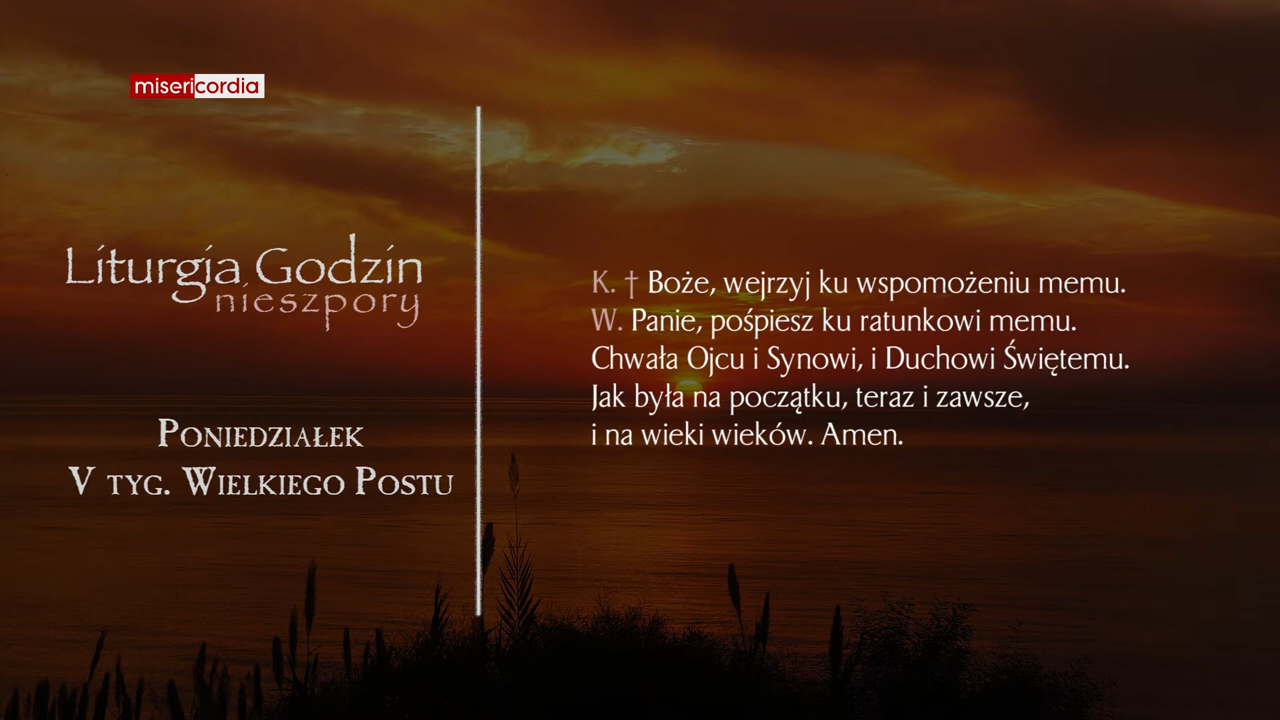 misericordia
Liturgia Godzin
nieszpory
Poniedziałek
V tyg. Wielkiego Postu
K. † Boże, wejrzyj ku wspomożeniu memu.
W. Panie, pośpiesz ku ratunkowi memu.
Chwała Ojcu i Synowi, i Duchowi Świętemu.
Jak była na początku, teraz i zawsze,
i na wieki wieków. Amen.